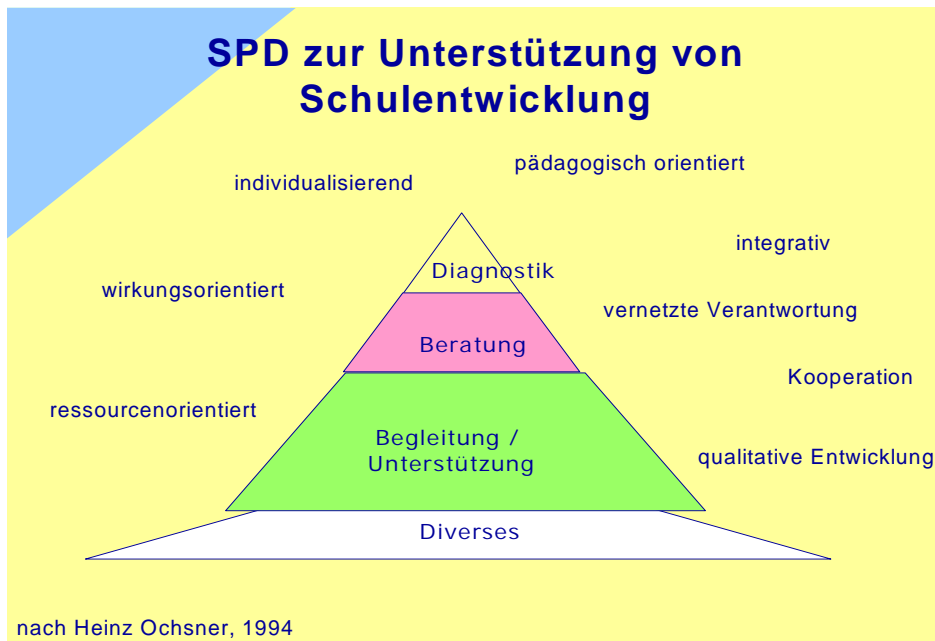 SPD zur Unterstützung von
Schulentwicklung
pädagogisch orientiert
individualisierend
integrativ
Diagnostik
wirkungsorientiert
vernetzte Verantwortung
Beratung
Kooperation
ressourcenorientiert
Begleitung /
Unterstützung
qualitative Entwicklung
Diverses
nach Heinz Ochsner, 1994